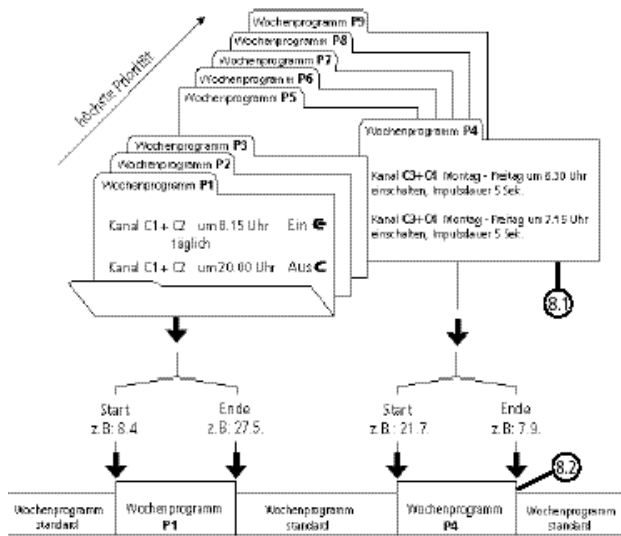 Wochenprogramm P9
Wochenprogramm P8
Wochenprogramm P7
Wochenprogramm P6
Wochenprogramm P5
Wochenprogramm P4
höchste Priorität
Wochenprogramm P3
Wochenprogramm P2
Wochenprogramm P1
Kanal C1 + C2 um 8.15 Uhr Ein
täglich
Kanal C1 + C2 um 20.00 Uhr Aus
Kanal C3+C4 Montag - Freitag um 6.30 Uhr
einschalten, Impulsdauer 5 Sek.
Kanal C3+C4 Montag - Freitag um 7.15 Uhr
einschalten, Impulsdauer 5 Sek.
8.1
Start
z.B: 8.4.
Ende
z.B: 27.5.
Start
z.B.: 21.7.
Ende
z.B: 7.9.
8.2
Wochenprogramm
standard
Wochenprogramm
P1
Wochenprogramm
standard
Wochenprogramm
P4
Wochenprogramm
standard